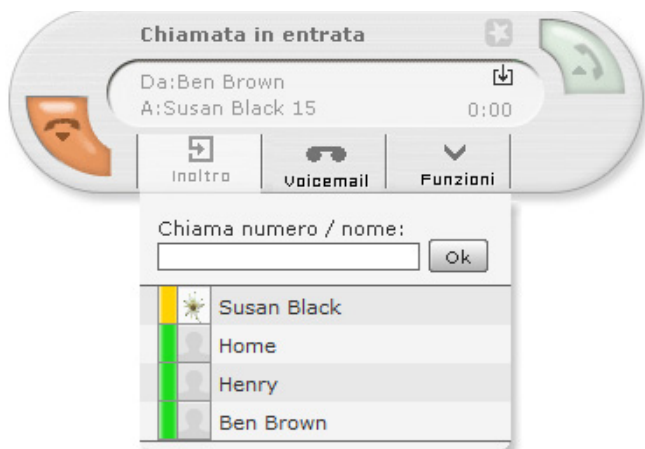 Chiamata in entrata
Da:Ben Brown
A:Susan Black 15 0:00
Inoltro Voicemail Funzioni
Chiama numero / nome:
Ok
Susan Black
Home
Henry
Ben Brown